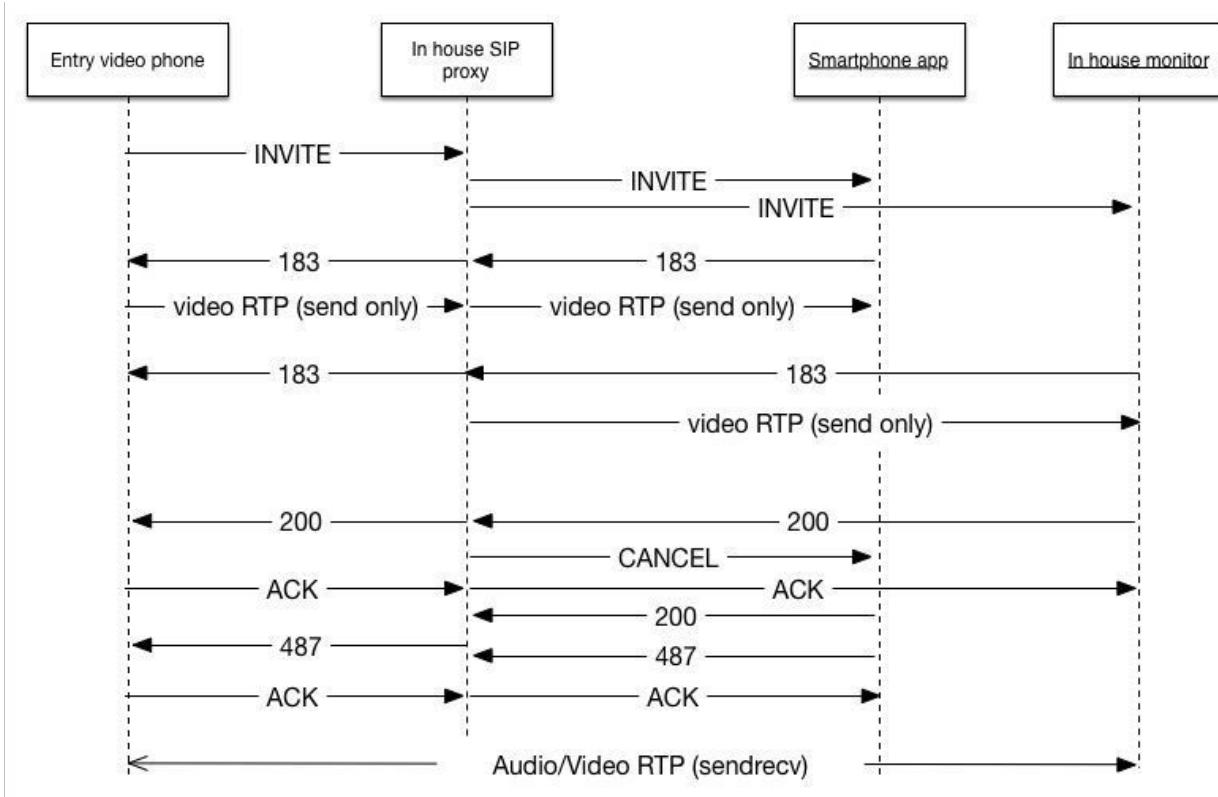 Entry video phone
In house SIP
proxy
Smartphone app
In house monitor
INVITE
INVITE
INVITE
183
183
video RTP (send only)
video RTP (send only)
183
183
video RTP (send only)
200
200
CANCEL
ACK
ACK
200
487
487
ACK
ACK
Audio/Video RTP (sendrecv)